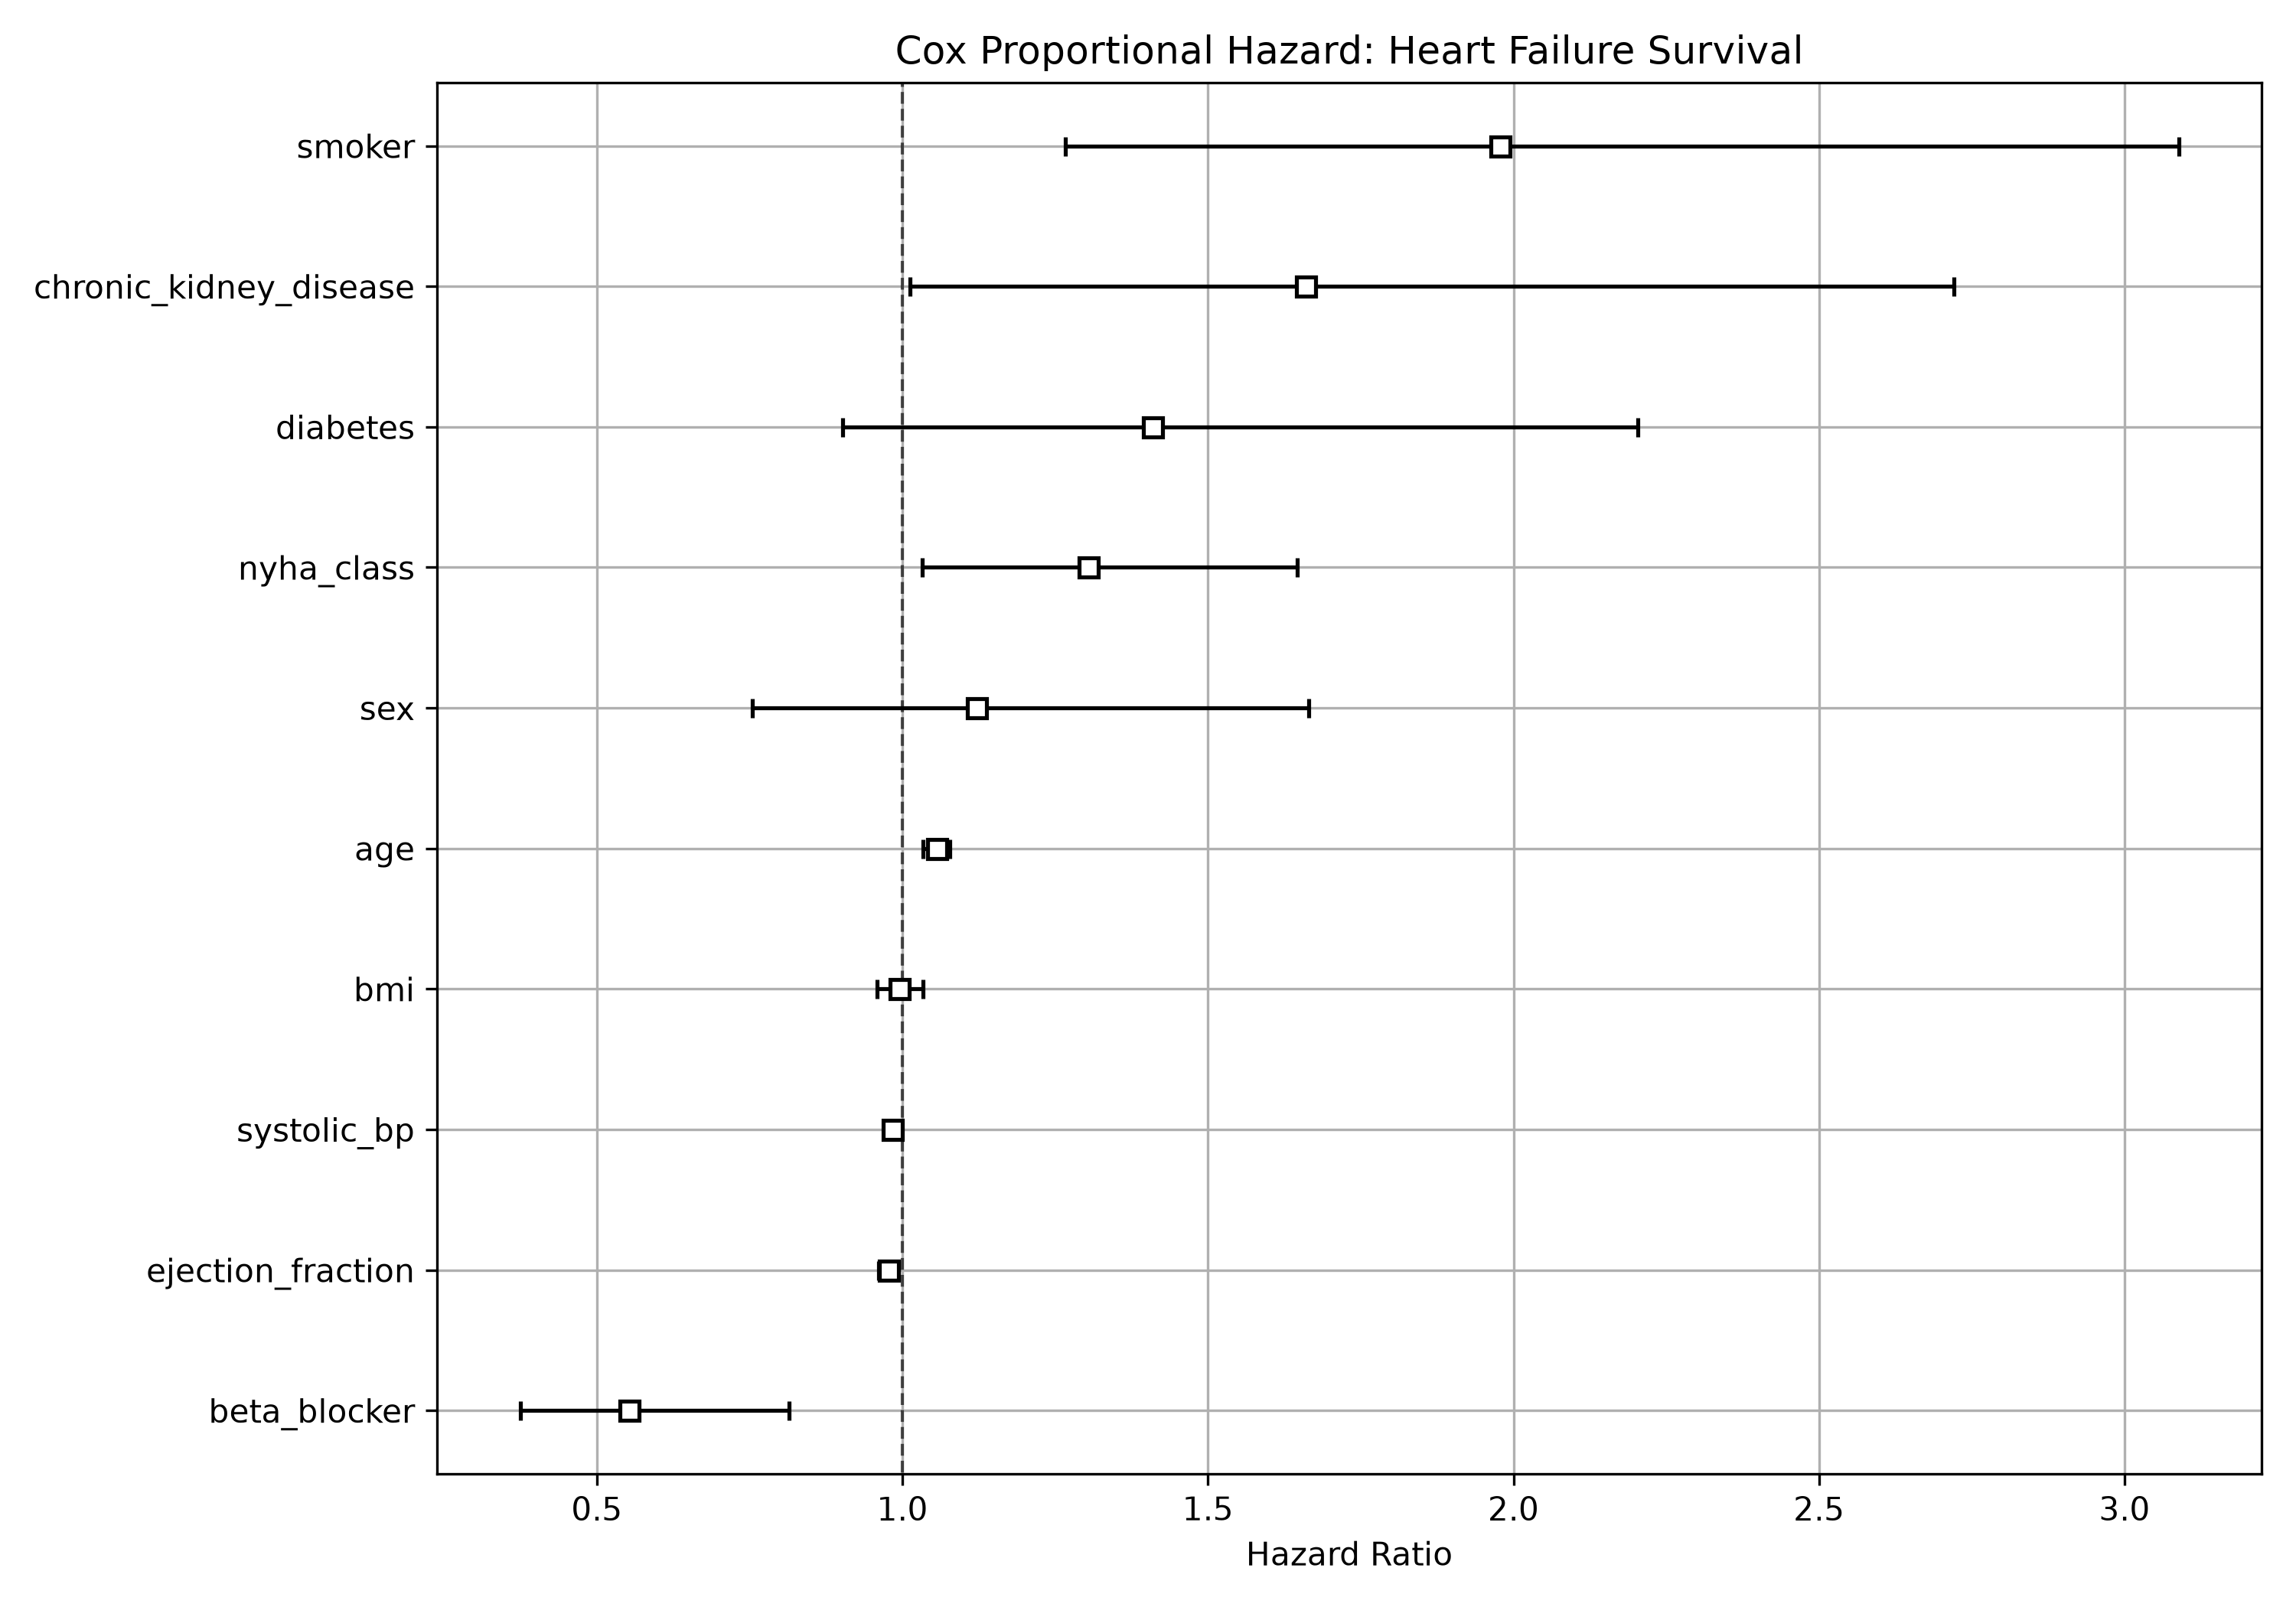 Cox Proportional Hazard: Heart Failure Survival
smoker
chronic_kidney_disease
diabetes
nyha_class
sex
age
bmi
systolic_bp
ejection_fraction
beta_blocker
0.5 1.0 1.5 2.0 2.5 3.0
Hazard Ratio